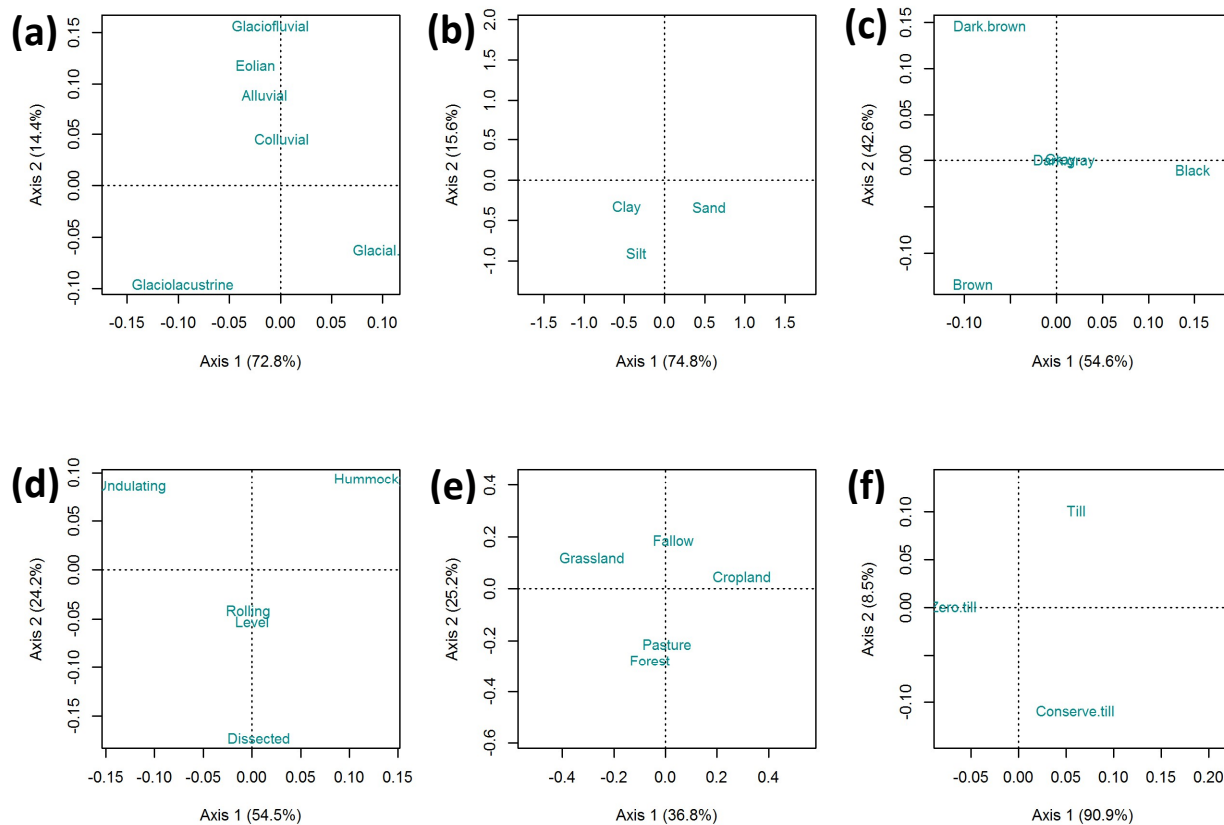 (a)
Glaciofluvial
Eolian
Alluvial
Colluvial
Glacial.
Glaciolacustrine
0.15
0.10
0.05
0.00
-0.05
-0.10
Axis 2 (14.4%)
-0.15 -0.10 -0.05 0.00 0.05 0.10
Axis 1 (72.8%)
(b)
Clay
Sand
Silt
2.0
1.5
1.0
0.5
0.0
-0.5
-1.0
Axis 2 (15.6%)
-1.5 -1.0 -0.5 0.0 0.5 1.0 1.5
Axis 1 (74.8%)
(c)
Dark.brown
Black
Brown
0.15
0.10
0.05
0.00
-0.10
Axis 2 (42.6%)
-0.10 0.00 0.05 0.10 0.15
Axis 1 (54.6%)
(d)
Undulating
Hummock
Rolling
Level
Dissected
0.10
0.05
0.00
-0.05
-0.10
-0.15
Axis 2 (24.2%)
-0.15 -0.10 -0.05 0.00 0.05 0.10 0.15
Axis 1 (54.5%)
(e)
Fallow
Grassland
Cropland
Pasture
Forest
0.4
0.2
0.0
-0.2
-0.4
-0.6
Axis 2 (25.2%)
-0.4 -0.2 0.0 0.2 0.4
Axis 1 (36.8%)
(f)
Till
Zero.till
Conserve.till
0.10
0.05
0.00
-0.10
Axis 2 (8.5%)
-0.05 0.00 0.05 0.10 0.15 0.20
Axis 1 (90.9%)